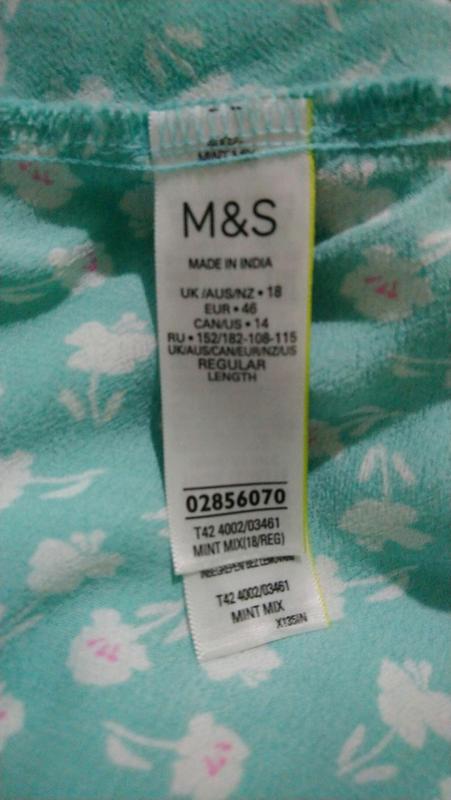 M&S
MADE IN INDIA
UK/AUS/NZ • 18
EUR • 46
CAN/US • 14
RU • 152/182-108-115
UK/AUS/CAN/EUR/NZ/US
REGULAR
LENGTH
02856070
T42 4002/03461
MINT MIX(18/REG)
T42 4002/03461
MINT MIX
X135IN